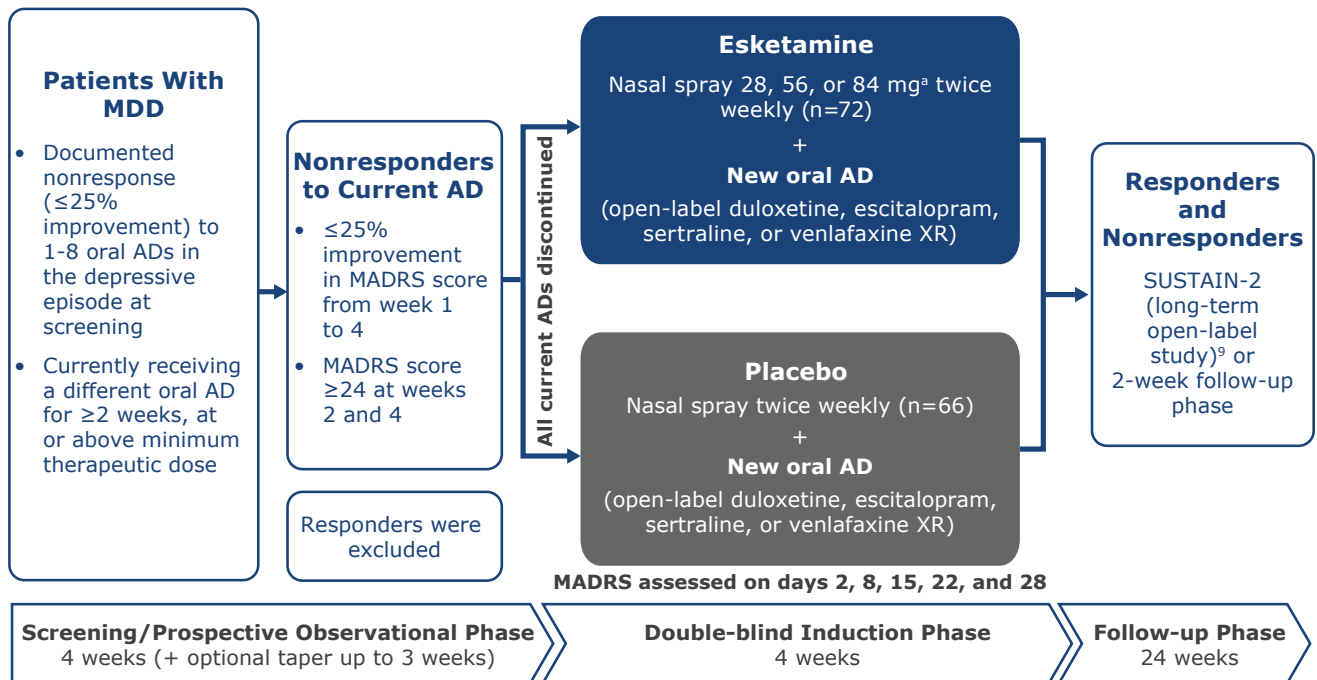 Patients With
MDD
• Documented
nonresponse
(≤25%
improvement) to
1-8 oral ADs in
the depressive
episode at
screening
• Currently receiving
a different oral AD
for ≥2 weeks, at
or above minimum
therapeutic dose
Nonresponders
to Current AD
• ≤25%
improvement
in MADRS score
from week 1
to 4
• MADRS score
≥24 at weeks
2 and 4
Responders were
excluded
All current ADs discontinued
Esketamine
Nasal spray 28, 56, or 84 mgᵃ twice
weekly (n=72)
+
New oral AD
(open-label duloxetine, escitalopram,
sertraline, or venlafaxine XR)
Placebo
Nasal spray twice weekly (n=66)
+
New oral AD
(open-label duloxetine, escitalopram,
sertraline, or venlafaxine XR)
MADRS assessed on days 2, 8, 15, 22, and 28
Responders
and
Nonresponders
SUSTAIN-2
(long-term
open-label
study)⁹ or
2-week follow-up
phase
Screening/Prospective Observational Phase
4 weeks (+ optional taper up to 3 weeks)
Double-blind Induction Phase
4 weeks
Follow-up Phase
24 weeks